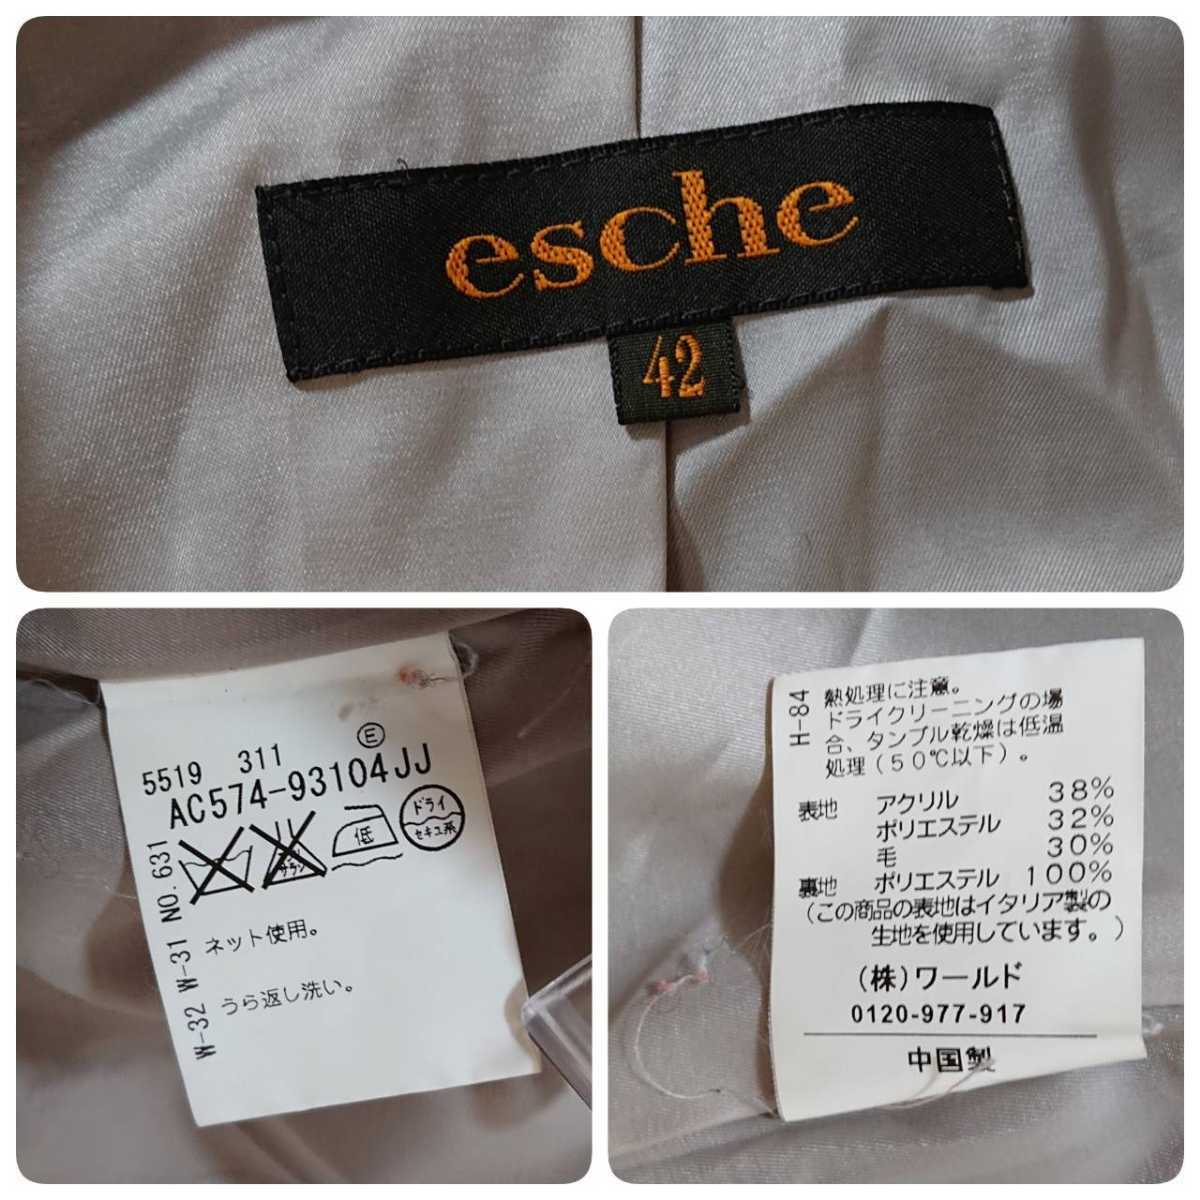 esche
42
5519 311 Ⓔ
AC574-93104JJ
低
ドライ
セキユ系
NO. 631
W-31 ネット使用。
W-32 うら返し洗い。
H-84 熱処理に注意。
ドライクリーニングの場
合、タンブル乾燥は低温
処理(50℃以下)。
表地 アクリル 38%
ポリエステル 32%
毛 30%
裏地 ポリエステル 100%
(この商品の表地はイタリア製の
生地を使用しています。)
(株)ワールド
0120-977-917
中国製